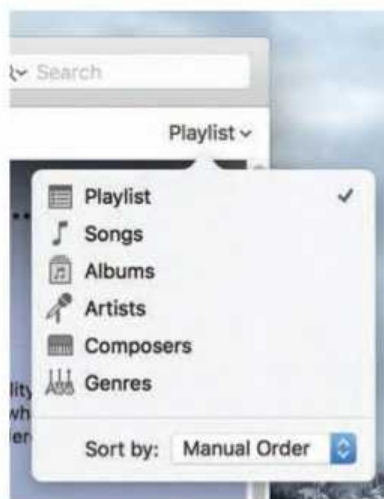 Search
Playlist
Playlist
Songs
Albums
Artists
Composers
Genres
Sort by: Manual Order